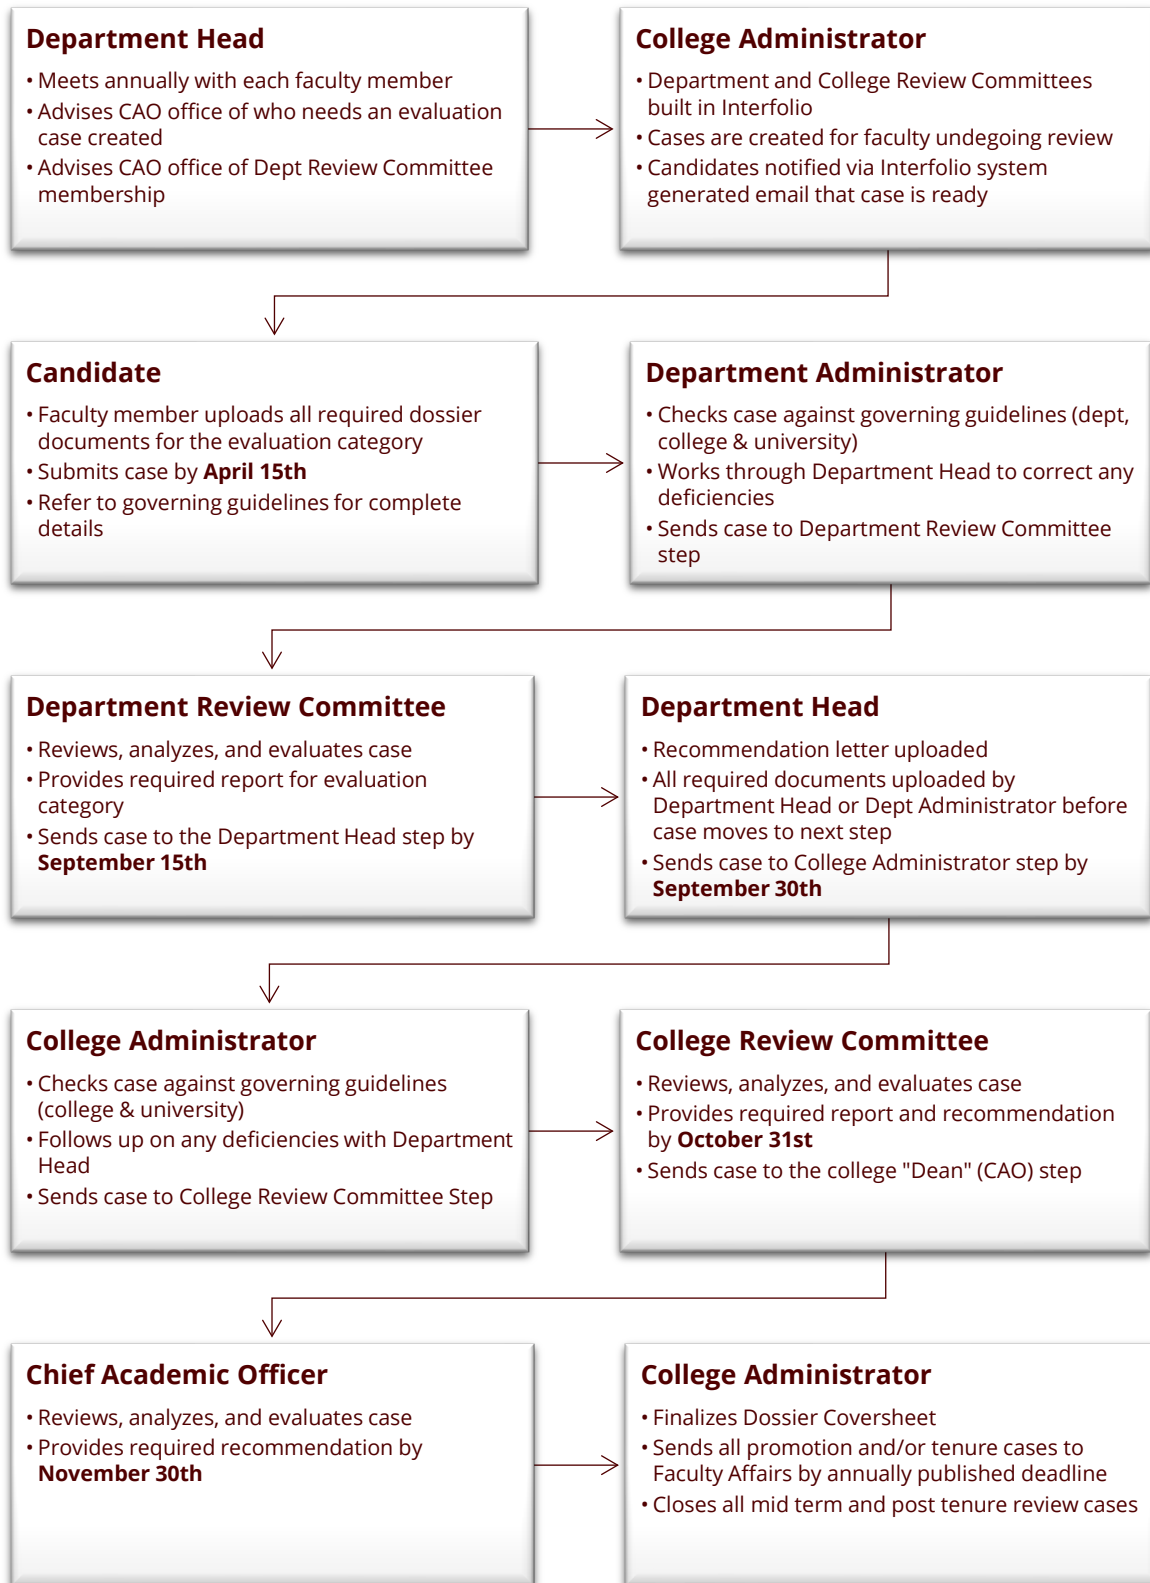 Department Head
• Meets annually with each faculty member
• Advises CAO office of who needs an evaluation
case created
• Advises CAO office of Dept Review Committee
membership
College Administrator
• Department and College Review Committees
built in Interfolio
• Cases are created for faculty undegoing review
• Candidates notified via Interfolio system
generated email that case is ready
Candidate
• Faculty member uploads all required dossier
documents for the evaluation category
• Submits case by April 15th
• Refer to governing guidelines for complete
details
Department Administrator
• Checks case against governing guidelines (dept,
college & university)
• Works through Department Head to correct any
deficiencies
• Sends case to Department Review Committee
step
Department Review Committee
• Reviews, analyzes, and evaluates case
• Provides required report for evaluation
category
• Sends case to the Department Head step by
September 15th
Department Head
• Recommendation letter uploaded
• All required documents uploaded by
Department Head or Dept Administrator before
case moves to next step
• Sends case to College Administrator step by
September 30th
College Administrator
• Checks case against governing guidelines
(college & university)
• Follows up on any deficiencies with Department
Head
• Sends case to College Review Committee Step
College Review Committee
• Reviews, analyzes, and evaluates case
• Provides required report and recommendation
by October 31st
• Sends case to the college "Dean" (CAO) step
Chief Academic Officer
• Reviews, analyzes, and evaluates case
• Provides required recommendation by
November 30th
College Administrator
• Finalizes Dossier Coversheet
• Sends all promotion and/or tenure cases to
Faculty Affairs by annually published deadline
• Closes all mid term and post tenure review cases